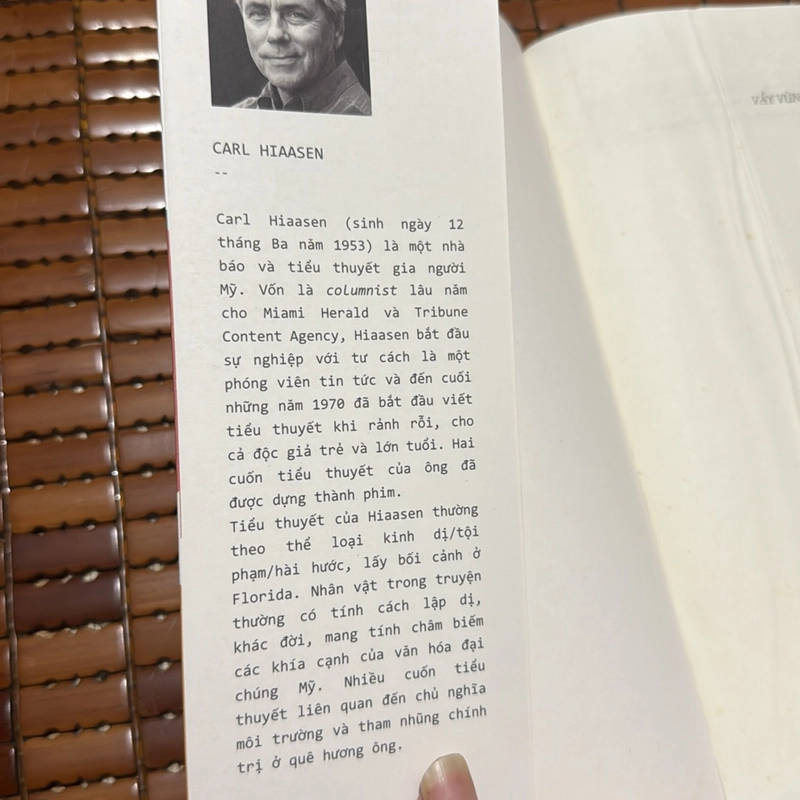 CARL HIAASEN
--
Carl Hiaasen (sinh ngày 12
tháng Ba năm 1953) là một nhà
báo và tiểu thuyết gia người
Mỹ. Vốn là columnist lâu năm
cho Miami Herald và Tribune
Content Agency, Hiaasen bắt đầu
sự nghiệp với tư cách là một
phóng viên tin tức và đến cuối
những năm 1970 đã bắt đầu viết
tiểu thuyết khi rảnh rỗi, cho
cả độc giả trẻ và lớn tuổi. Hai
cuốn tiểu thuyết của ông đã
được dựng thành phim.
Tiểu thuyết của Hiaasen thường
theo thể loại kinh dị/tội
phạm/hài hước, lấy bối cảnh ở
Florida. Nhân vật trong truyện
thường có tính cách lập dị,
khác đời, mang tính châm biếm
các khía cạnh của văn hóa đại
chúng Mỹ. Nhiều cuốn tiểu
thuyết liên quan đến chủ nghĩa
môi trường và tham nhũng chính
trị ở quê hương ông.